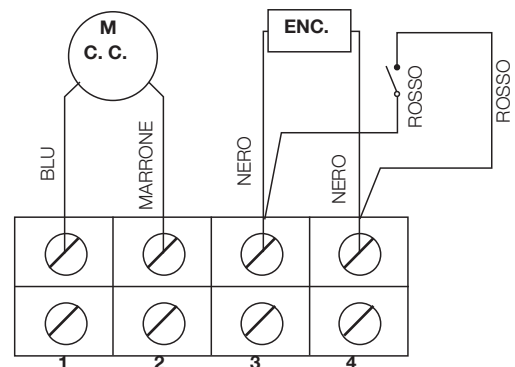 M
C. C.
ENC.
BLU
MARRONE
NERO
NERO
ROSSO
ROSSO
1 2 3 4